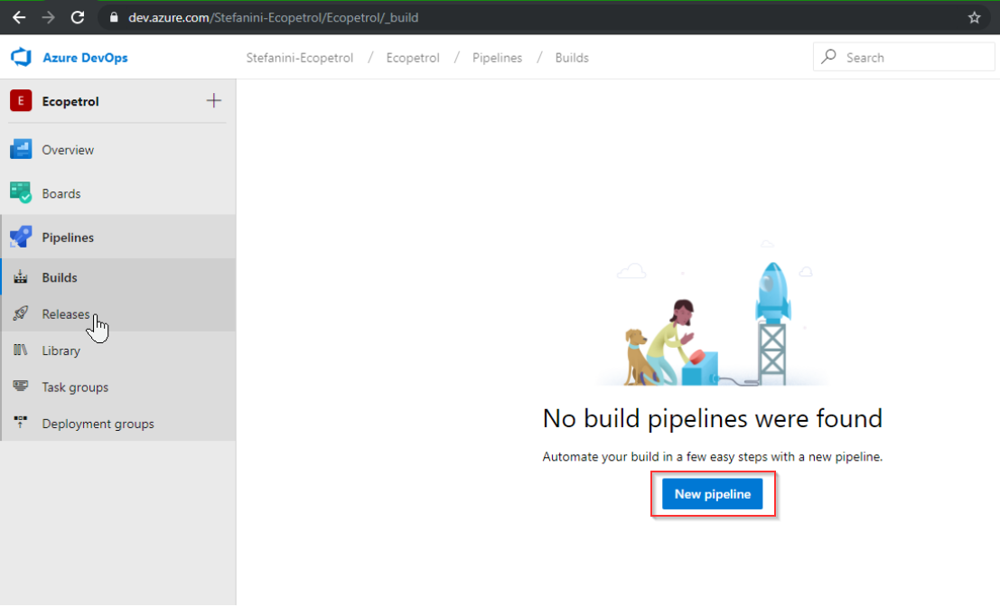 dev.azure.com/Stefanini-Ecopetrol/Ecopetrol/_build
Azure DevOps
Stefanini-Ecopetrol / Ecopetrol / Pipelines / Builds
Search
E Ecopetrol
Overview
Boards
Pipelines
Builds
Releases
Library
Task groups
Deployment groups
No build pipelines were found
Automate your build in a few easy steps with a new pipeline.
New pipeline